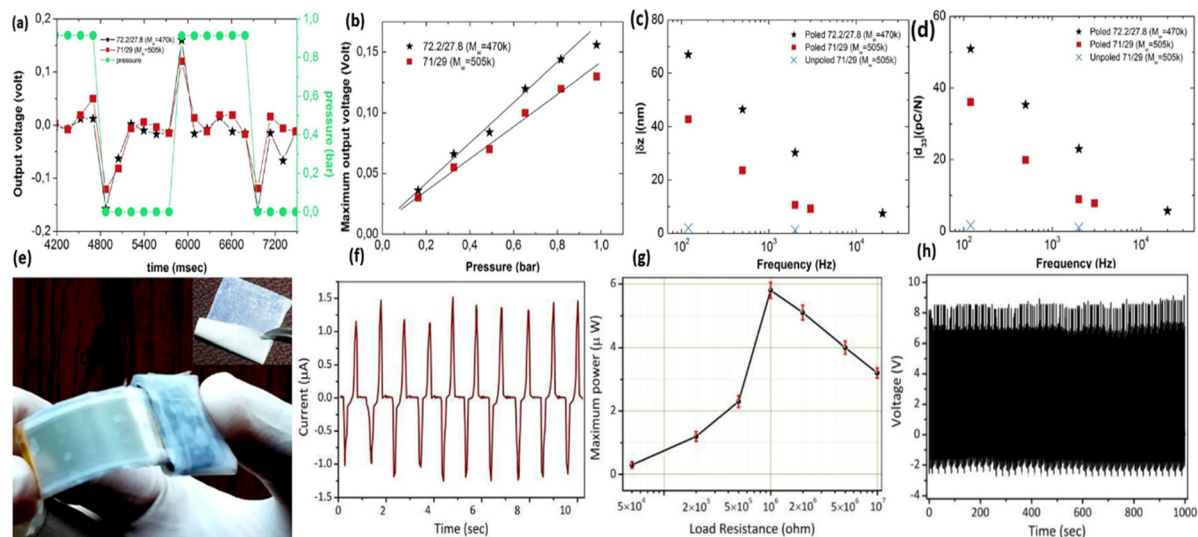 (a)
72.2/27.8 (Mw=470k)
71/29 (Mw=505k)
pressure
Output voltage (volt)
0,2
0,1
0,0
-0,1
-0,2
4200 4800 5400 6000 6600 7200
time (msec)
1,0
0,8
0,6
0,4
0,2
0,0
pressure (bar)
(b)
72.2/27.8 (Mw=470k)
71/29 (Mw=505k)
Maximum output voltage (Volt)
0,15
0,10
0,05
0,00
0,0 0,2 0,4 0,6 0,8 1,0
Pressure (bar)
(c)
Poled 72.2/27.8 (Mw=470k)
Poled 71/29 (Mw=505k)
Unpoled 71/29 (Mw=505k)
|δz|(nm)
80
60
40
20
0
10² 10³ 10⁴
Frequency (Hz)
(d)
Poled 72.2/27.8 (Mw=470k)
Poled 71/29 (Mw=505k)
Unpoled 71/29 (Mw=505k)
|d33|(pC/N)
60
40
20
0
10² 10³ 10⁴
Frequency (Hz)
(e)
(f)
Current (μA)
1.5
1.0
0.5
0.0
-0.5
-1.0
-1.5
0 2 4 6 8 10
Time (sec)
(g)
Maximum power (μ W)
6
4
2
0
5×10⁴ 2×10⁵ 5×10⁵ 10⁶ 2×10⁶ 5×10⁶ 10⁷
Load Resistance (ohm)
(h)
Voltage (V)
10
8
6
4
2
0
-2
-4
0 200 400 600 800 1000
Time (sec)